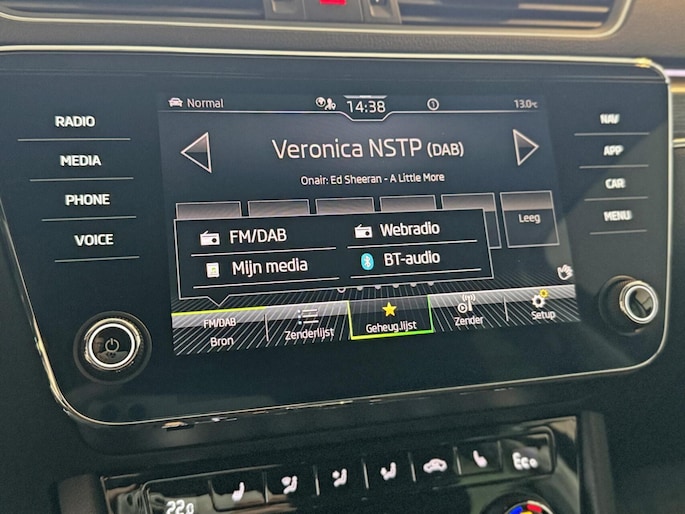 RADIO
MEDIA
PHONE
VOICE
NAV
APP
CAR
MENU
Normal
14:38
13.0°C
Veronica NSTP (DAB)
Onair: Ed Sheeran - A Little More
Leeg
FM/DAB
Webradio
Mijn media
BT-audio
FM/DAB
Bron
Zenderlijst
Geheug.lijst
Zender
Setup
22.0
Eco